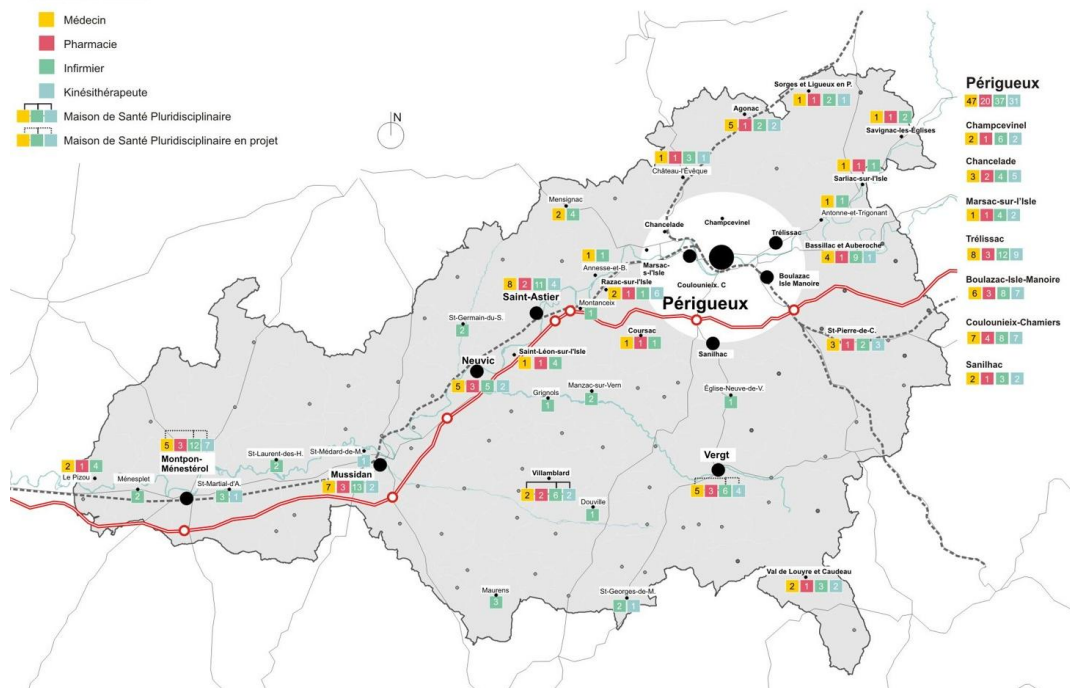 Médecin
Pharmacie
Infirmier
Kinésithérapeute
Maison de Santé Pluridisciplinaire
Maison de Santé Pluridisciplinaire en projet
N
Sorges et Ligueux en P.
1 1 2 1
Agonac
5 1 2 2
1 1 2
Savignac-les-Églises
1 1 3 1
Château-l'Évêque
1 1 1
Sarliac-sur-l'Isle
Mensignac
2 4
1 1
Antonne-et-Trigonant
Chancelade
Champcevinel
Trélissac
Bassillac et Auberoche
4 1 9 1
1 1
Annesse-et-B.
Marsac-
s-l'Isle
Coulounieix. C
Boulazac
Isle Manoire
8 2 11 4
Saint-Astier
Razac-sur-l'Isle
2 1 1 6
Montanceix
1
Périgueux
St-Germain-du-S.
2
Coursac
1 1 1
Sanilhac
St-Pierre-de-C.
3 1 2 3
Saint-Léon-sur-l'Isle
1 1 4
Neuvic
5 3 5 2
Grignols
1
Manzac-sur-Vern
2
Église-Neuve-de-V.
1
5 3 12 7
Montpon-
Ménestérol
2 1 4
Le Pizou
Ménesplet
2
St-Martial-d'A.
3 1
St-Laurent-des-H.
2
St-Médard-de-M.
1
Mussidan
7 3 13 2
Villamblard
2 2 6 2
Douville
1
Vergt
5 3 6 4
Maurens
3
St-Georges-de-M.
2 1
Val de Louyre et Caudeau
2 1 3 2
Périgueux
47 20 37 31
Champcevinel
2 1 6 2
Chancelade
3 2 4 5
Marsac-sur-l'Isle
1 1 4 2
Trélissac
8 3 12 9
Boulazac-Isle-Manoire
6 3 8 7
Coulounieix-Chamiers
7 4 8 7
Sanilhac
2 1 3 2